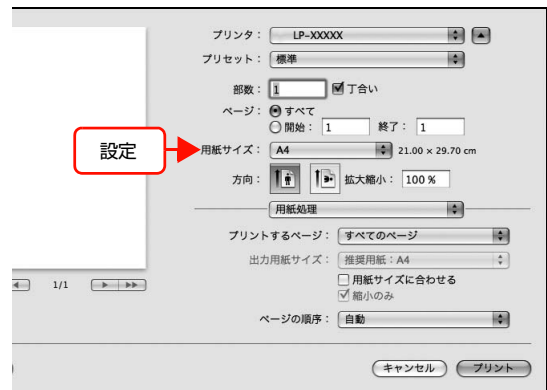 プリンタ： LP-XXXXX
プリセット： 標準
部数： 1 丁合い
ページ： すべて
開始： 1 終了： 1
設定
用紙サイズ： A4 21.00 × 29.70 cm
方向： 拡大縮小： 100 %
用紙処理
プリントするページ： すべてのページ
出力用紙サイズ： 推奨用紙：A4
1/1
用紙サイズに合わせる
縮小のみ
ページの順序： 自動
キャンセル プリント